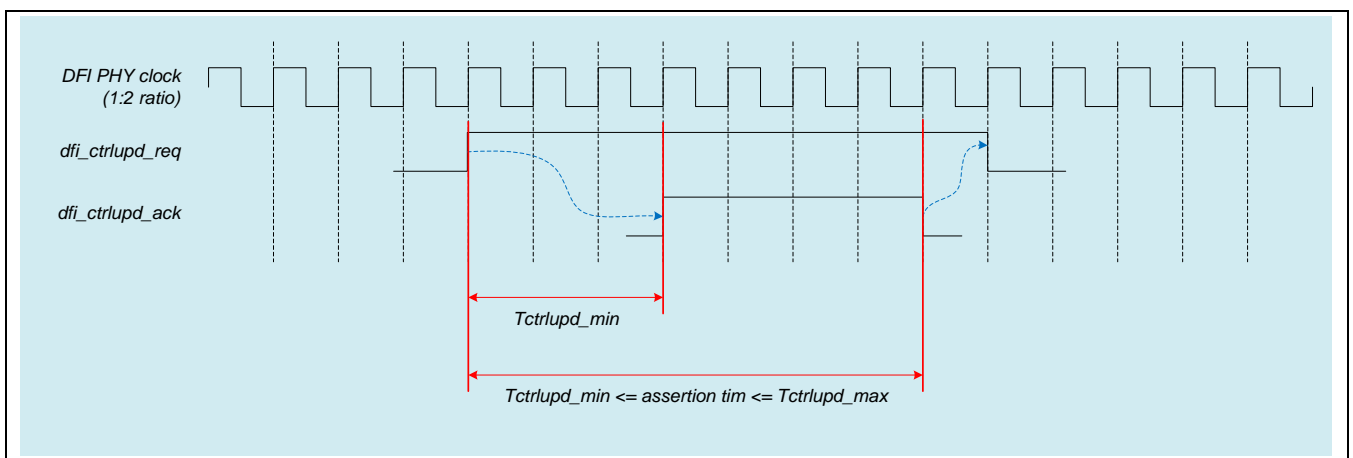 DFI PHY clock
(1:2 ratio)
dfi_ctrlupd_req
dfi_ctrlupd_ack
Tctrlupd_min
Tctrlupd_min <= assertion tim <= Tctrlupd_max